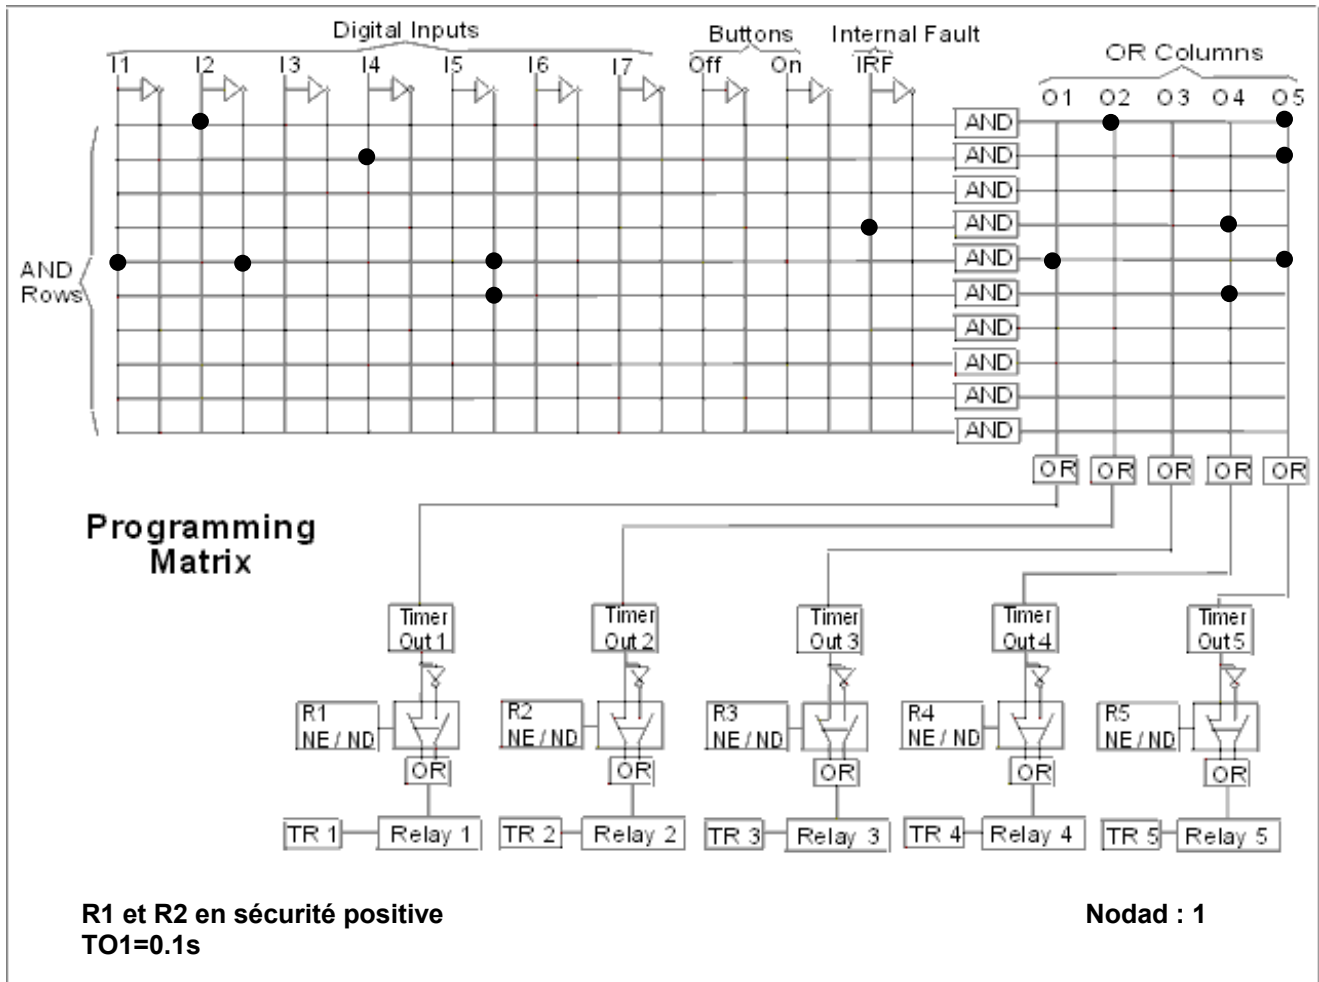 Digital Inputs
Buttons
Internal Fault
OR Columns
I1 I2 I3 I4 I5 I6 I7 Off On IRF
O1 O2 O3 O4 O5
AND
AND
AND
AND
AND
AND
AND
AND
AND
AND
AND
Rows
OR OR OR OR OR
Programming
Matrix
Timer
Out 1
Timer
Out 2
Timer
Out 3
Timer
Out 4
Timer
Out 5
R1
NE / ND
R2
NE / ND
R3
NE / ND
R4
NE / ND
R5
NE / ND
OR OR OR OR OR
TR 1 Relay 1 TR 2 Relay 2 TR 3 Relay 3 TR 4 Relay 4 TR 5 Relay 5
R1 et R2 en sécurité positive
Nodad : 1
TO1=0.1s